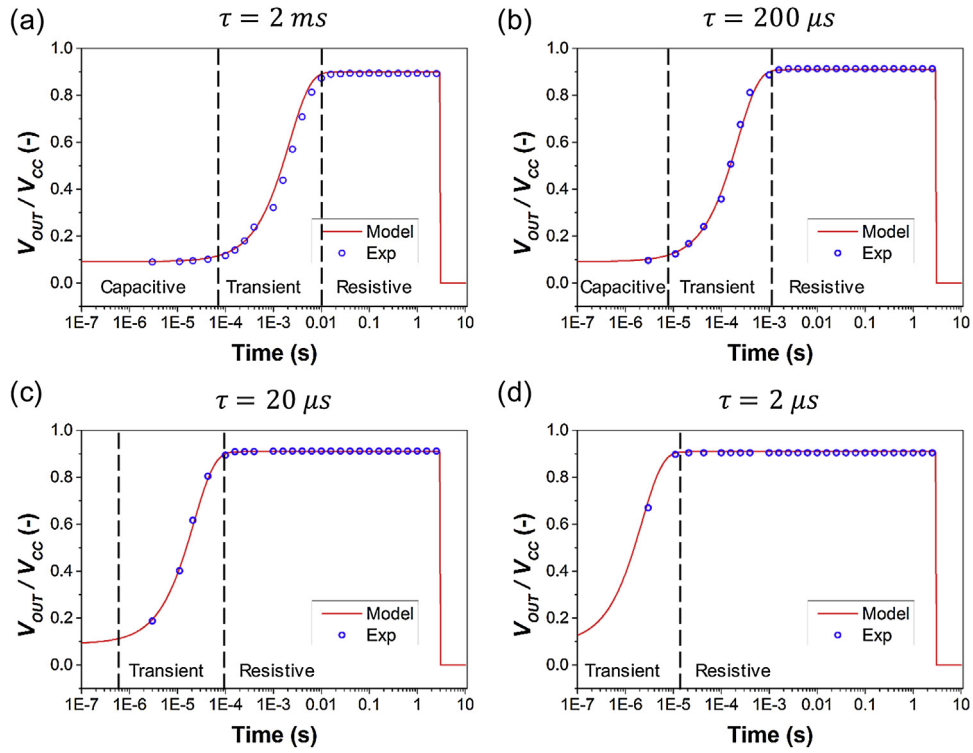 (a)
τ = 2 ms
V_OUT / V_CC (-)
1.0
0.8
0.6
0.4
0.2
0.0
Model
Exp
Capacitive Transient Resistive
1E-7 1E-6 1E-5 1E-4 1E-3 0.01 0.1 1 10
Time (s)
(b)
τ = 200 μs
V_OUT / V_CC (-)
1.0
0.8
0.6
0.4
0.2
0.0
Model
Exp
Capacitive Transient Resistive
1E-7 1E-6 1E-5 1E-4 1E-3 0.01 0.1 1 10
Time (s)
(c)
τ = 20 μs
V_OUT / V_CC (-)
1.0
0.8
0.6
0.4
0.2
0.0
Model
Exp
Transient Resistive
1E-7 1E-6 1E-5 1E-4 1E-3 0.01 0.1 1 10
Time (s)
(d)
τ = 2 μs
V_OUT / V_CC (-)
1.0
0.8
0.6
0.4
0.2
0.0
Model
Exp
Transient Resistive
1E-7 1E-6 1E-5 1E-4 1E-3 0.01 0.1 1 10
Time (s)